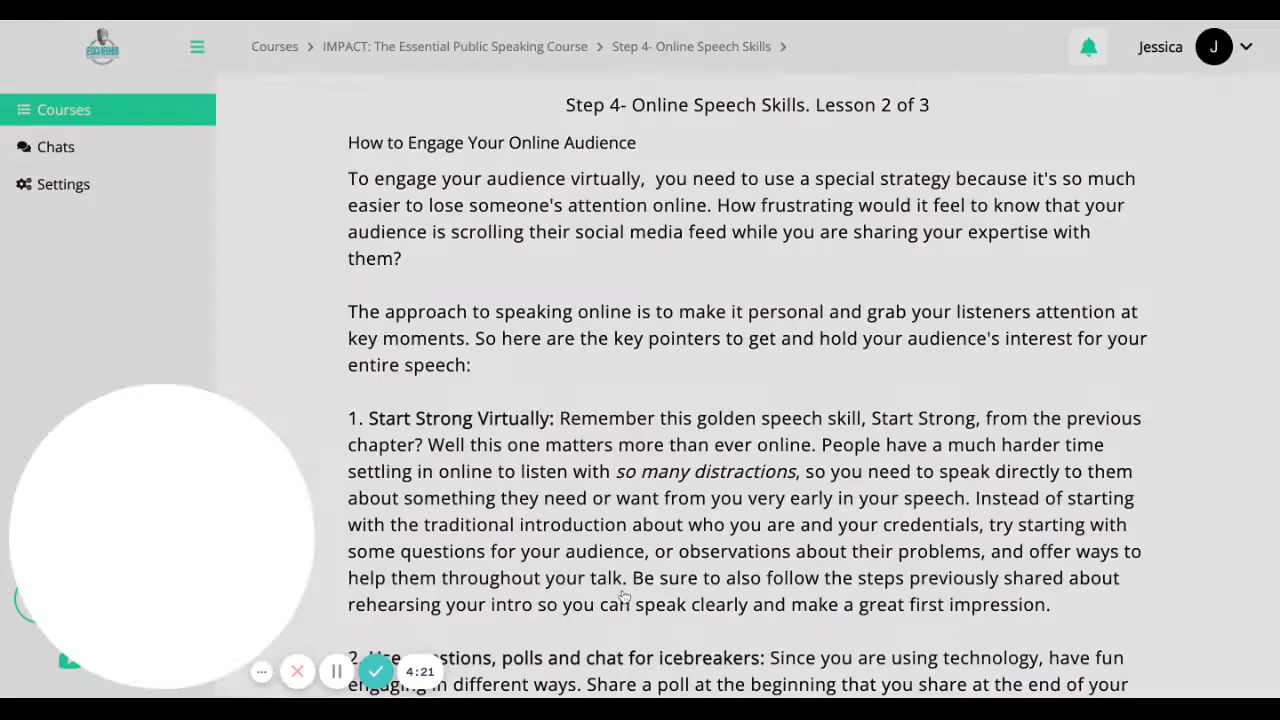 Courses > IMPACT: The Essential Public Speaking Course > Step 4- Online Speech Skills >
Jessica J
Courses
Chats
Settings
Step 4- Online Speech Skills. Lesson 2 of 3
How to Engage Your Online Audience
To engage your audience virtually,  you need to use a special strategy because it's so much
easier to lose someone's attention online. How frustrating would it feel to know that your
audience is scrolling their social media feed while you are sharing your expertise with
them?
The approach to speaking online is to make it personal and grab your listeners attention at
key moments. So here are the key pointers to get and hold your audience's interest for your
entire speech:
1. Start Strong Virtually: Remember this golden speech skill, Start Strong, from the previous
chapter? Well this one matters more than ever online. People have a much harder time
settling in online to listen with so many distractions, so you need to speak directly to them
about something they need or want from you very early in your speech. Instead of starting
with the traditional introduction about who you are and your credentials, try starting with
some questions for your audience, or observations about their problems, and offer ways to
help them throughout your talk. Be sure to also follow the steps previously shared about
rehearsing your intro so you can speak clearly and make a great first impression.
2. Use questions, polls and chat for icebreakers: Since you are using technology, have fun
engaging in different ways. Share a poll at the beginning that you share at the end of your
4:21